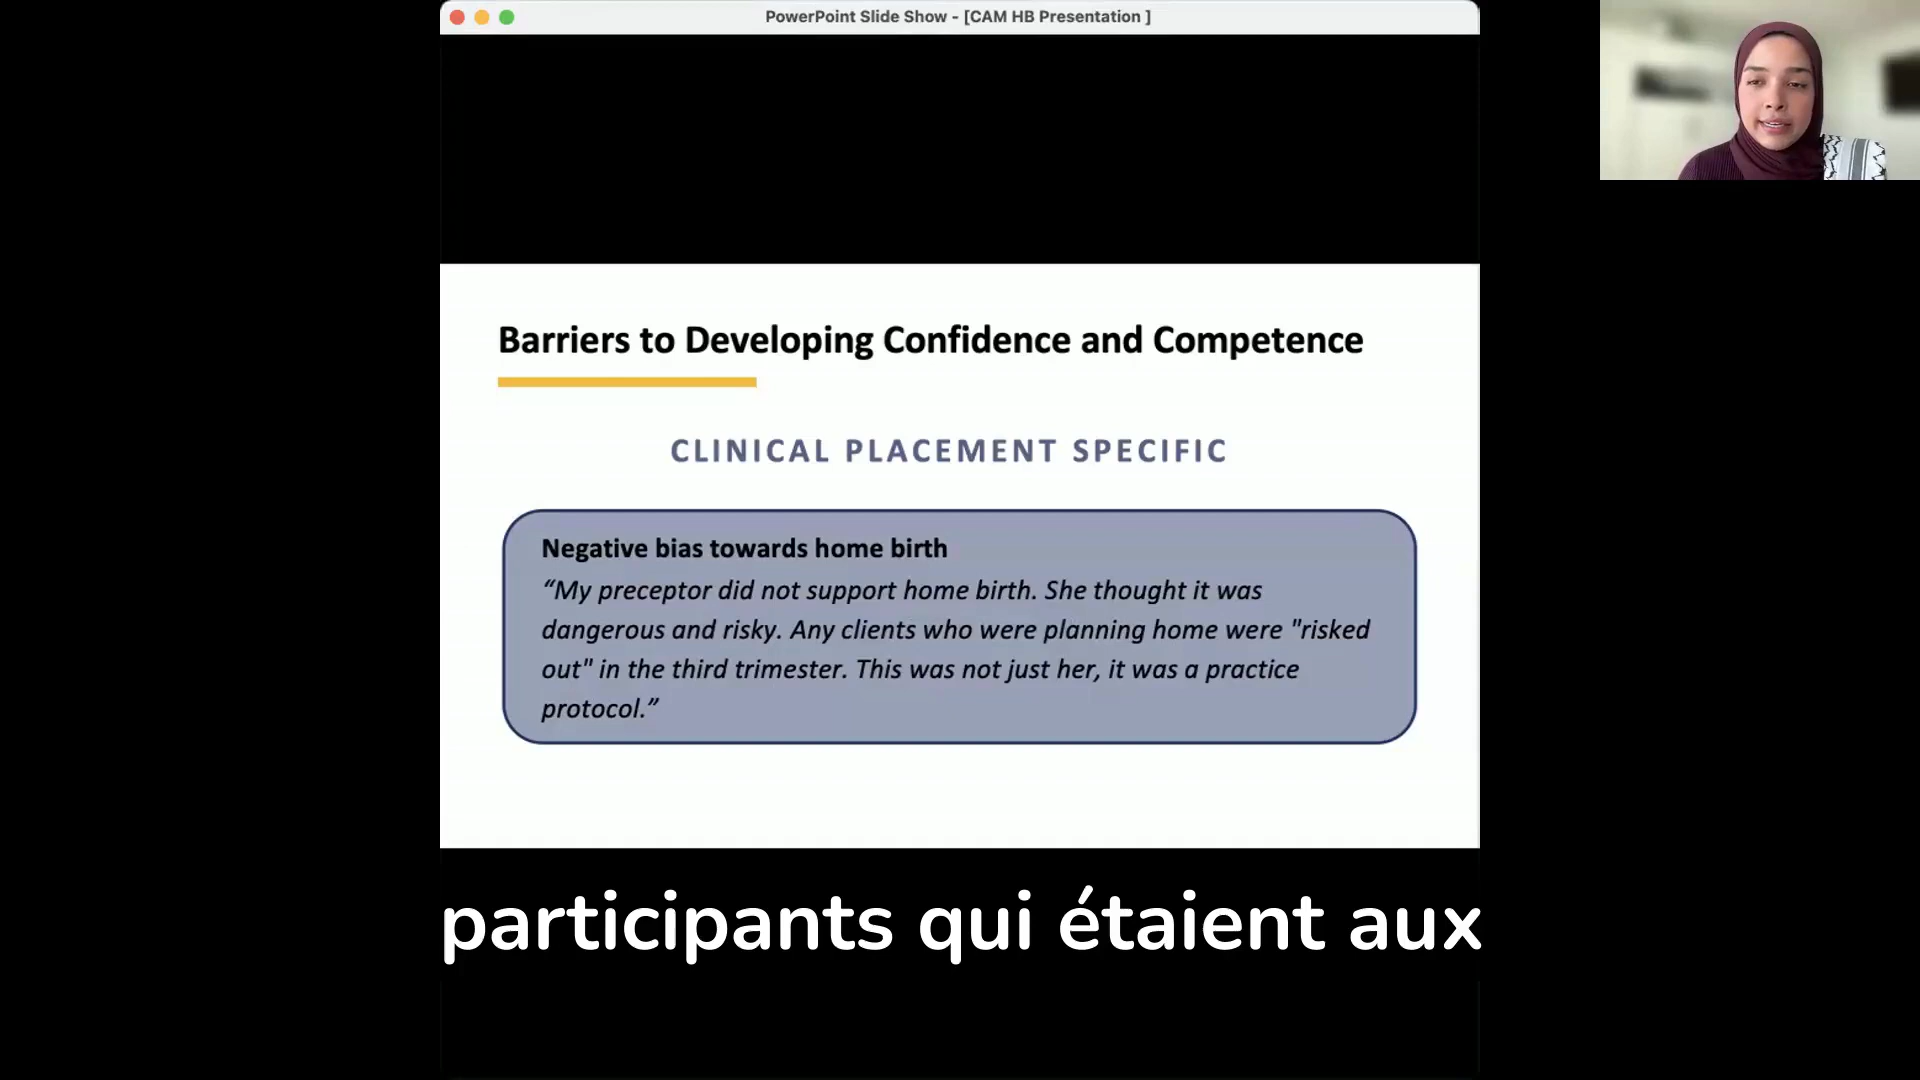 PowerPoint Slide Show - [CAM HB Presentation ]
Barriers to Developing Confidence and Competence
CLINICAL PLACEMENT SPECIFIC
Negative bias towards home birth
“My preceptor did not support home birth. She thought it was
dangerous and risky. Any clients who were planning home were "risked
out" in the third trimester. This was not just her, it was a practice
protocol.”
participants qui étaient aux